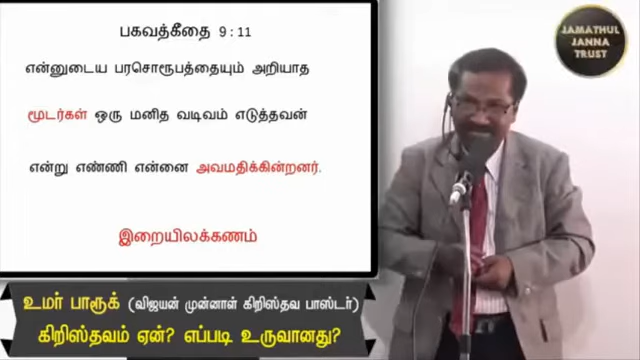 பகவத்கீதை 9:11
என்னுடைய பரசொரூபத்தையும் அறியாத
மூடர்கள் ஒரு மனித வடிவம் எடுத்தவன்
என்று எண்ணி என்னை அவமதிக்கின்றனர்.
இறையிலக்கணம்
JAMATHUL
JANNA
TRUST
உமர் பாரூக் (விஜயன் முன்னாள் கிறிஸ்தவ பாஸ்டர்)
கிறிஸ்தவம் ஏன்? எப்படி உருவானது?